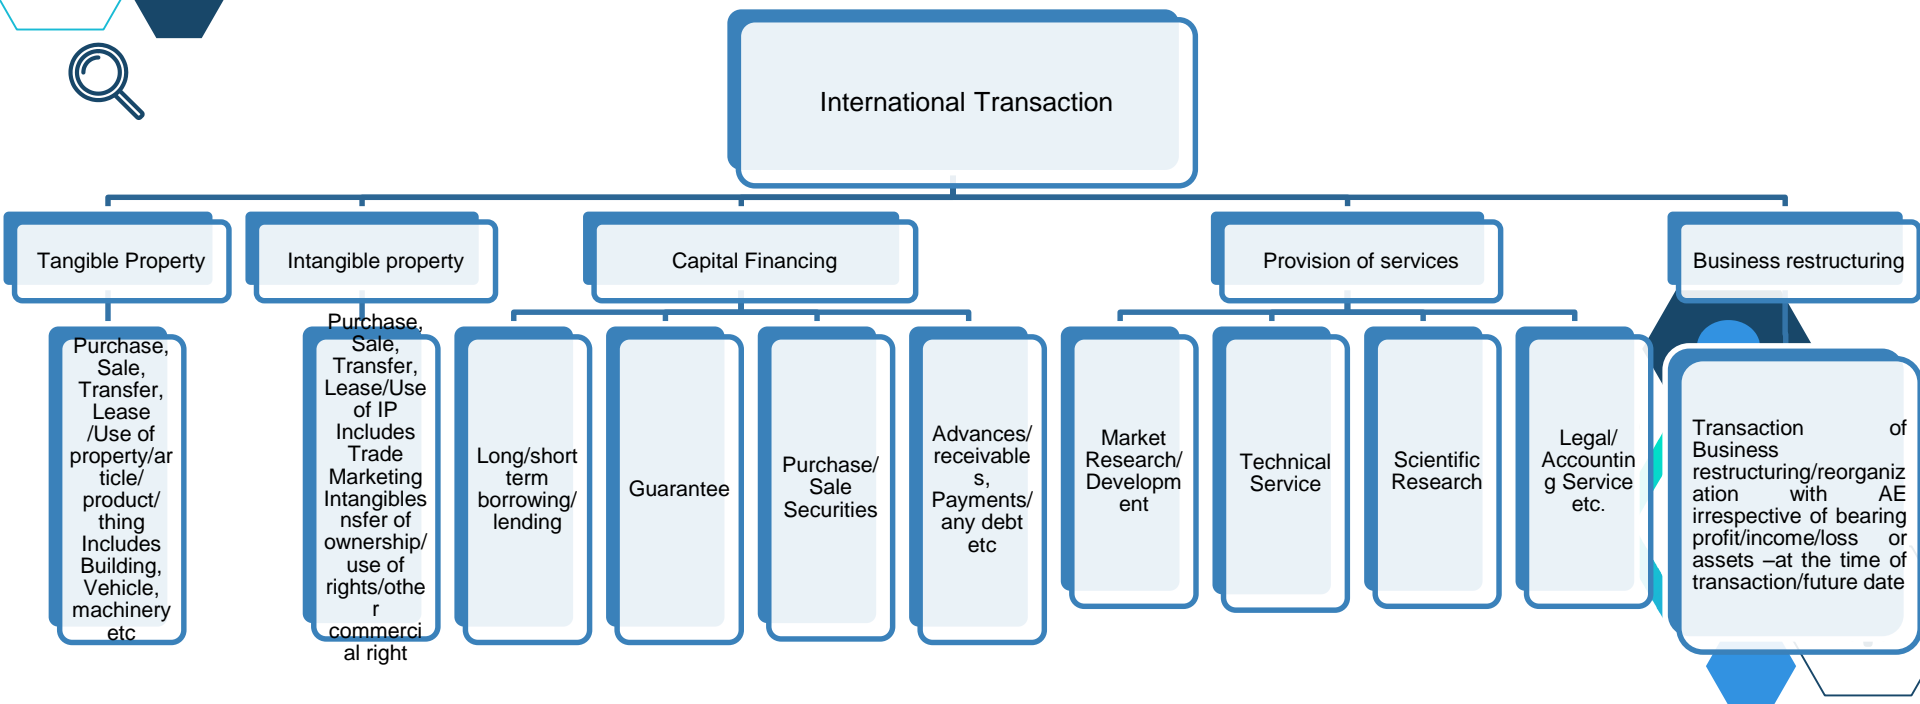 International Transaction
Tangible Property
Intangible property
Capital Financing
Provision of services
Business restructuring
Purchase,
Sale,
Transfer,
Lease
/Use of
property/ar
ticle/
product/
thing
Includes
Building,
Vehicle,
machinery
etc
Purchase,
Sale,
Transfer,
Lease/Use
of IP
Includes
Trade
Marketing
Intangibles
nsfer of
ownership/
use of
rights/othe
r
commerci
al right
Long/short
term
borrowing/
lending
Guarantee
Purchase/
Sale
Securities
Advances/
receivable
s,
Payments/
any debt
etc
Market
Research/
Developm
ent
Technical
Service
Scientific
Research
Legal/
Accountin
g Service
etc.
Transaction of
Business
restructuring/reorganiz
ation with AE
irrespective of bearing
profit/income/loss or
assets –at the time of
transaction/future date